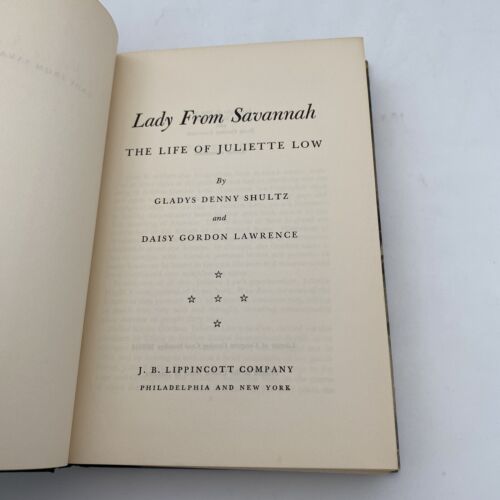 Lady From Savannah
THE LIFE OF JULIETTE LOW
By
GLADYS DENNY SHULTZ
and
DAISY GORDON LAWRENCE
J. B. LIPPINCOTT COMPANY
PHILADELPHIA AND NEW YORK